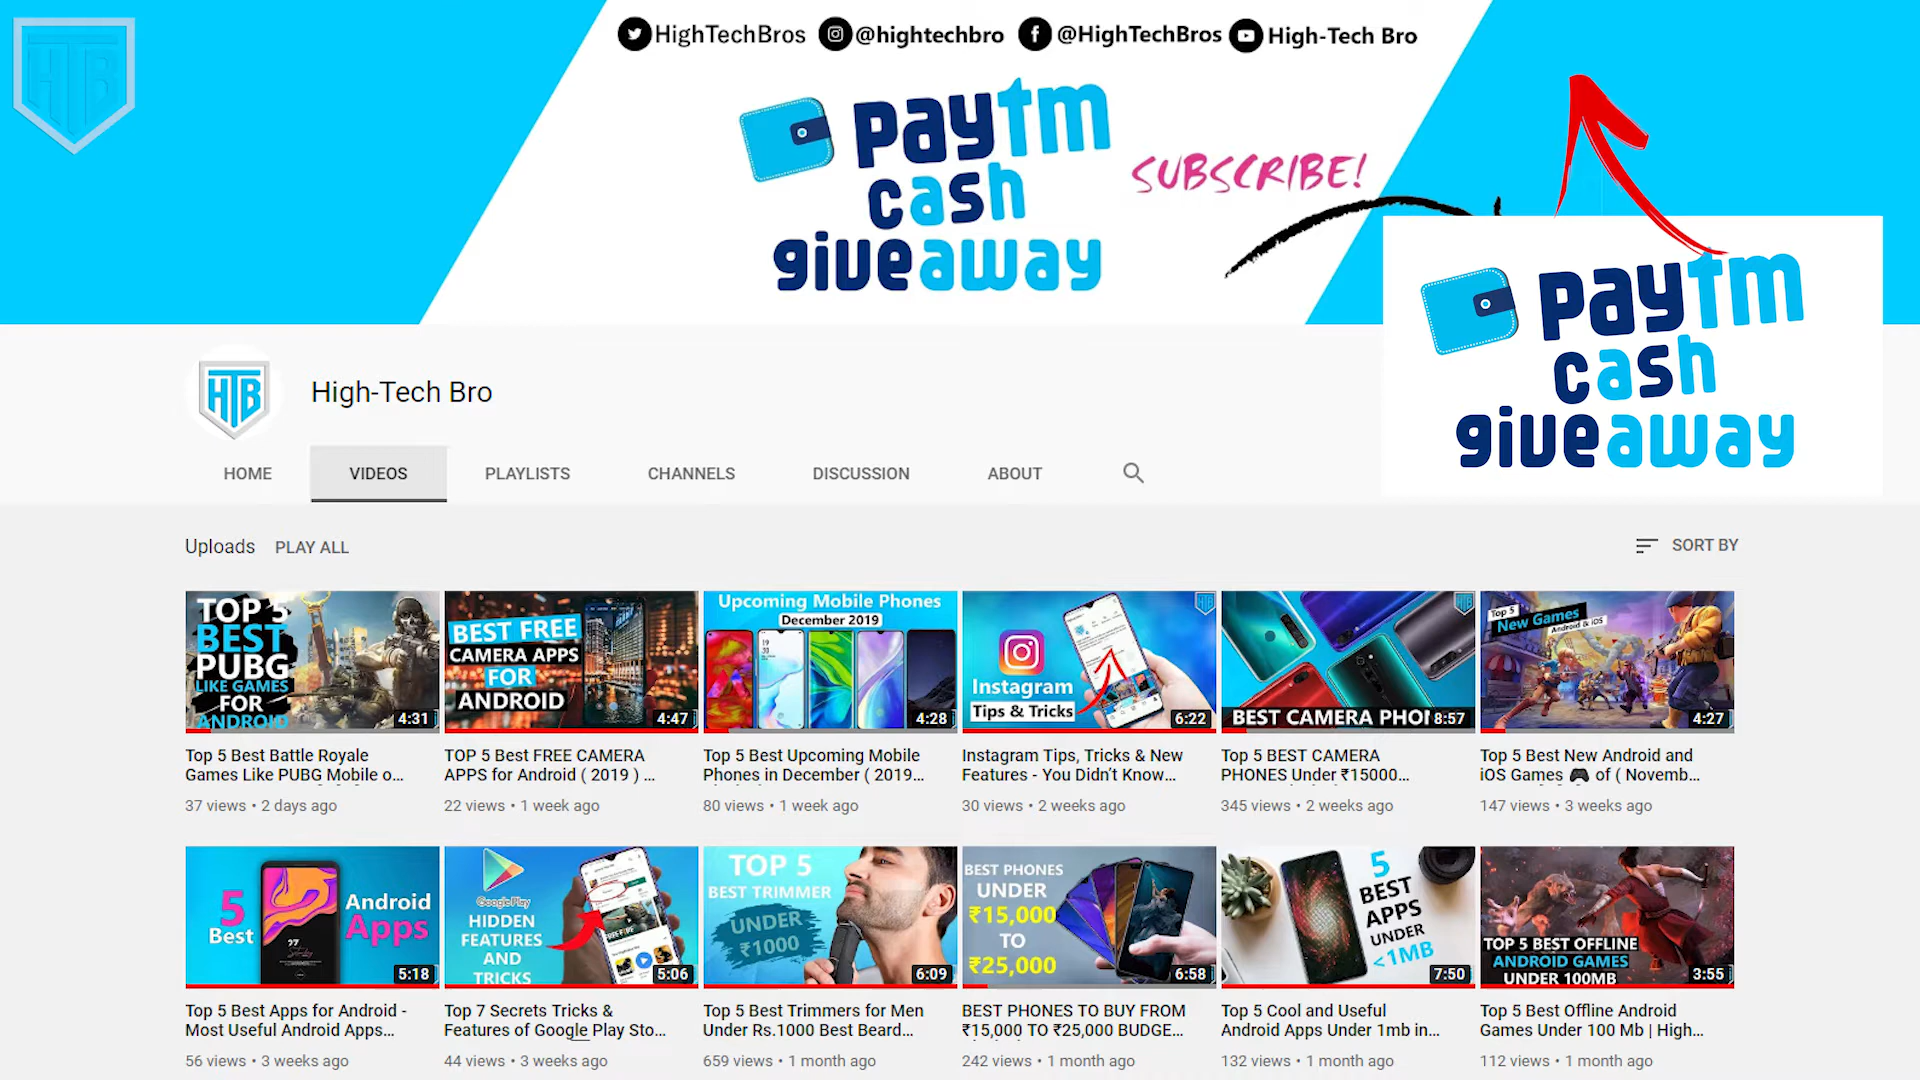 HTB
HighTechBros @hightechbro @HighTechBros High-Tech Bro
paytm
cash
giveaway
SUBSCRIBE!
paytm
cash
giveaway
HTB
High-Tech Bro
HOME VIDEOS PLAYLISTS CHANNELS DISCUSSION ABOUT
Uploads PLAY ALL SORT BY
TOP 5
BEST
PUBG
LIKE GAMES
FOR
ANDROID
4:31
BEST FREE
CAMERA APPS
FOR
ANDROID
4:47
Upcoming Mobile Phones
December 2019
4:28
Instagram
Tips & Tricks
6:22
BEST CAMERA PHO
8:57
Top 5
New Games
Android & iOS
4:27
Top 5 Best Battle Royale
Games Like PUBG Mobile o...
37 views • 2 days ago
TOP 5 Best FREE CAMERA
APPS for Android ( 2019 ) ...
22 views • 1 week ago
Top 5 Best Upcoming Mobile
Phones in December ( 2019...
80 views • 1 week ago
Instagram Tips, Tricks & New
Features - You Didn't Know...
30 views • 2 weeks ago
Top 5 BEST CAMERA
PHONES Under ₹15000...
345 views • 2 weeks ago
Top 5 Best New Android and
iOS Games 🎮 of ( Novemb...
147 views • 3 weeks ago
5
Best
Android
Apps
5:18
Google Play
HIDDEN
FEATURES
AND
TRICKS
5:06
TOP 5
BEST TRIMMER
UNDER
₹1000
6:09
BEST PHONES
UNDER
₹15,000
TO
₹25,000
6:58
5
BEST
APPS
UNDER
<1MB
7:50
TOP 5 BEST OFFLINE
ANDROID GAMES
UNDER 100MB
3:55
Top 5 Best Apps for Android -
Most Useful Android Apps...
56 views • 3 weeks ago
Top 7 Secrets Tricks &
Features of Google Play Sto...
44 views • 3 weeks ago
Top 5 Best Trimmers for Men
Under Rs.1000 Best Beard...
659 views • 1 month ago
BEST PHONES TO BUY FROM
₹15,000 TO ₹25,000 BUDGE...
242 views • 1 month ago
Top 5 Cool and Useful
Android Apps Under 1mb in...
132 views • 1 month ago
Top 5 Best Offline Android
Games Under 100 Mb | High...
112 views • 1 month ago